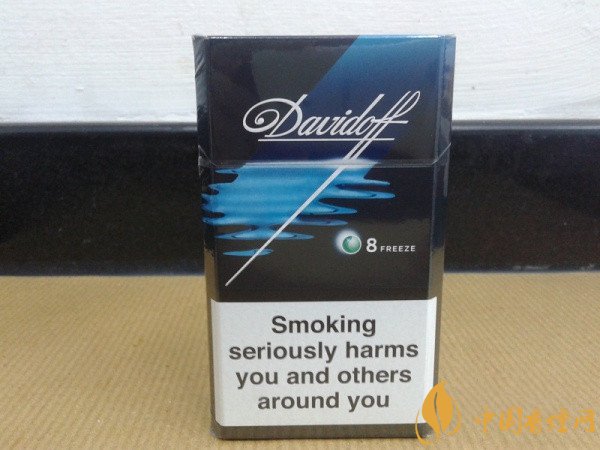 Davidoff
8 FREEZE
Smoking
seriously harms
you and others
around you